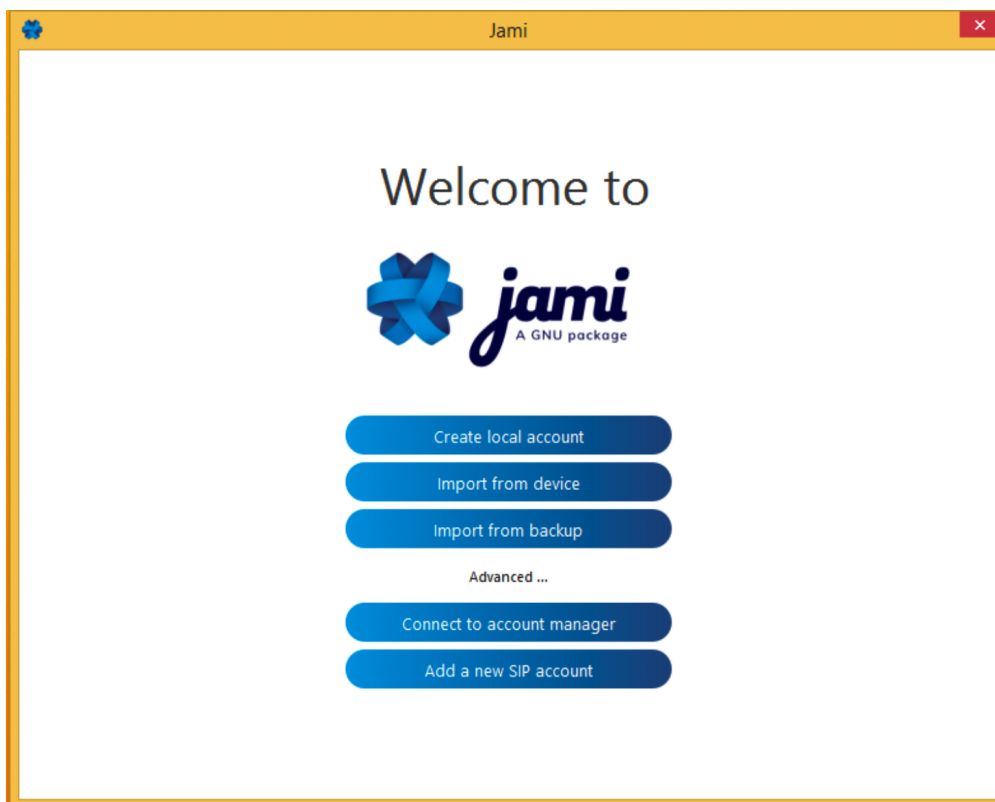 Jami
Welcome to
jami
A GNU package
Create local account
Import from device
Import from backup
Advanced ...
Connect to account manager
Add a new SIP account